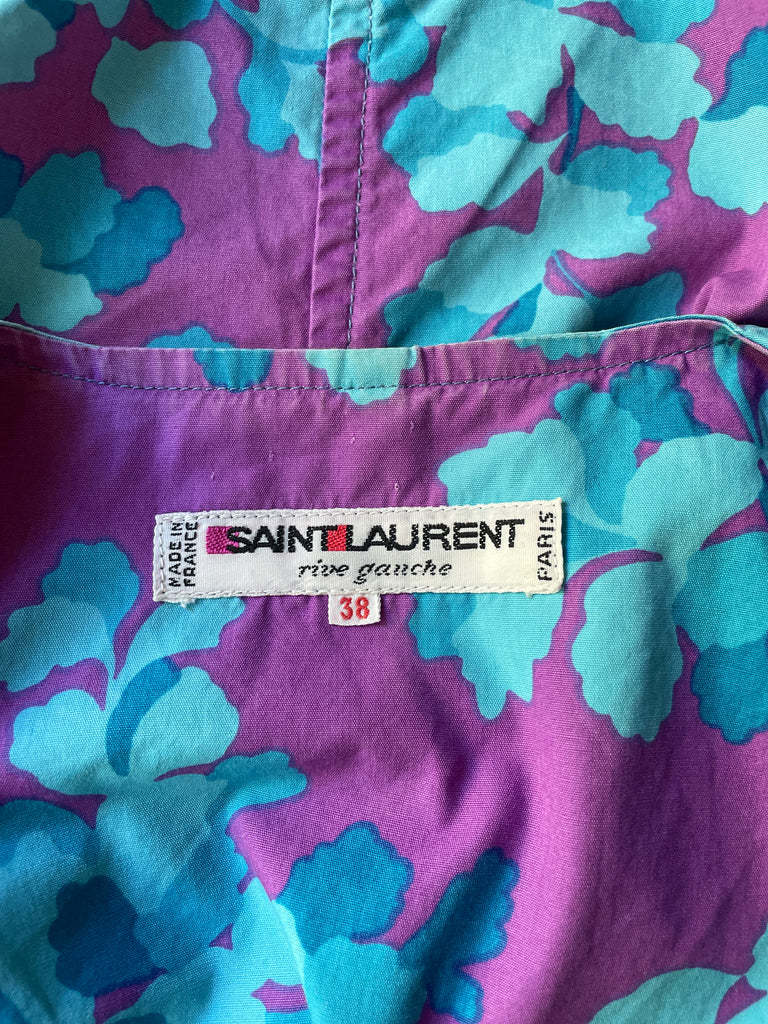 MADE IN
FRANCE
SAINT LAURENT
rive gauche
PARIS
38